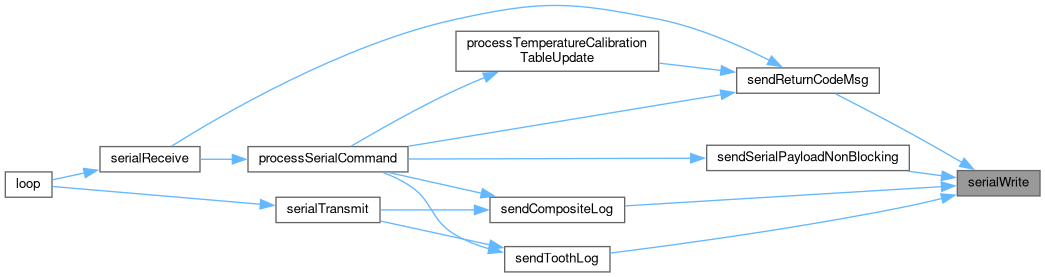 processTemperatureCalibration
TableUpdate
sendReturnCodeMsg
serialReceive
processSerialCommand
sendSerialPayloadNonBlocking
loop
serialWrite
serialTransmit
sendCompositeLog
sendToothLog